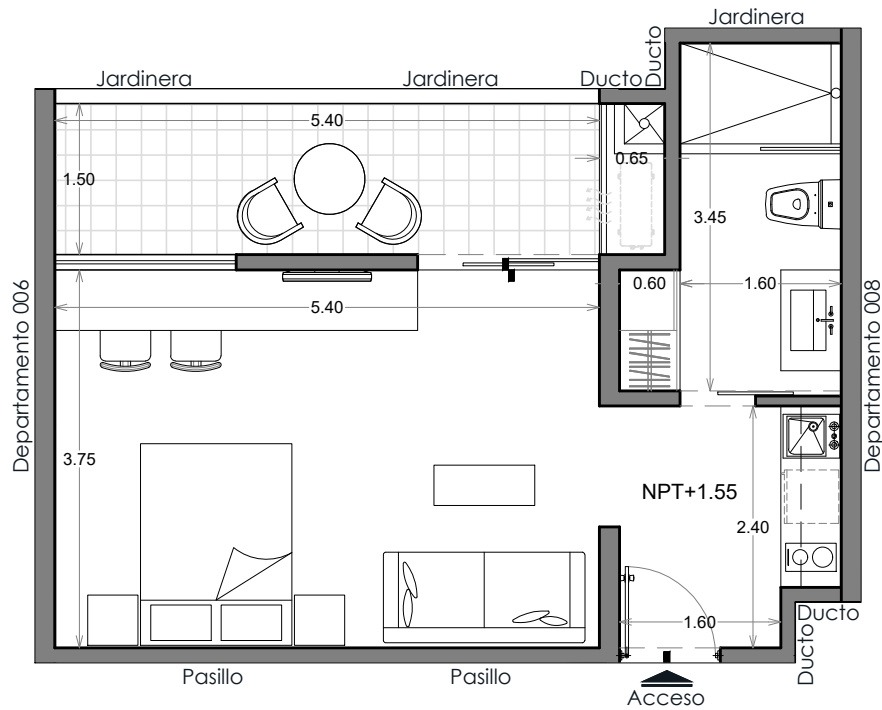 Jardinera
Jardinera
Jardinera
Ducto
Ducto
5.40
0.65
1.50
3.45
0.60
1.60
5.40
Departamento 006
Departamento 008
3.75
NPT+1.55
2.40
1.60
Ducto
Ducto
Pasillo
Pasillo
Acceso